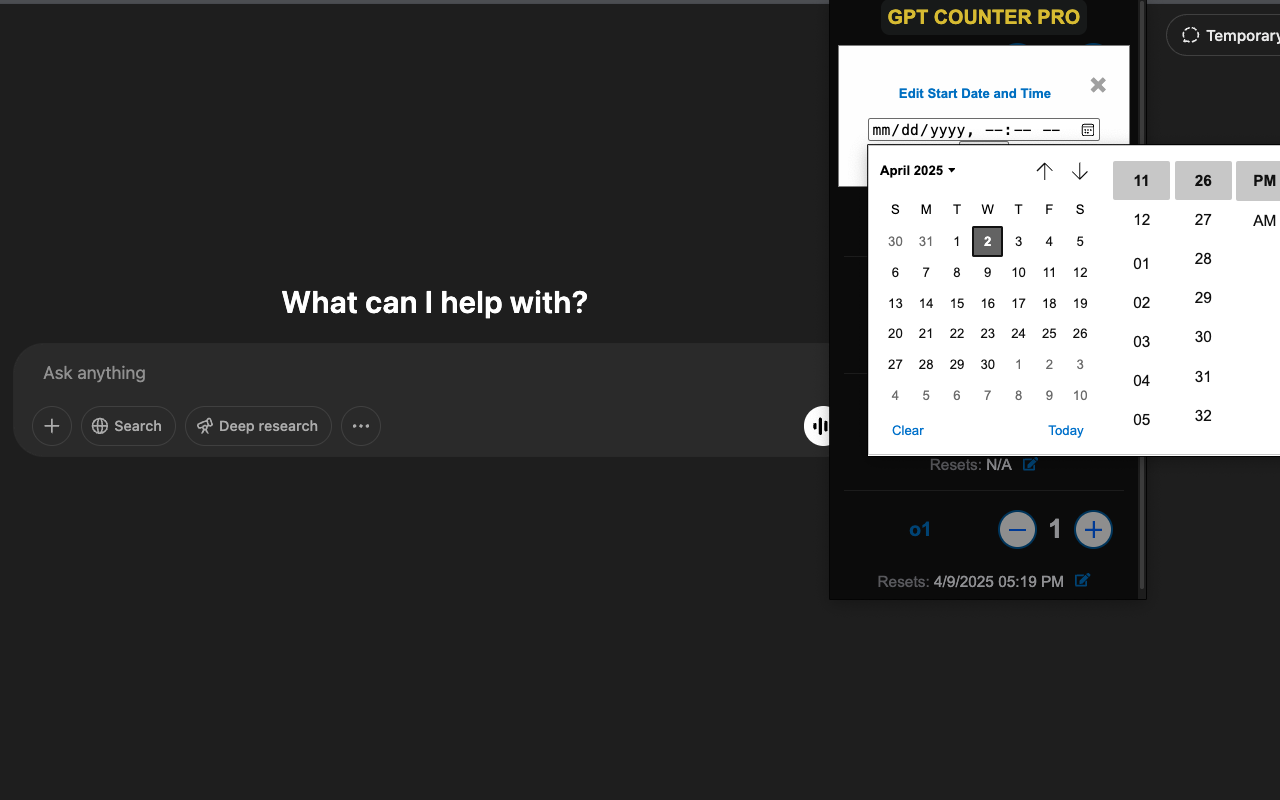 GPT COUNTER PRO
Temporary
Edit Start Date and Time
mm/dd/yyyy, --:-- --
April 2025
S M T W T F S
30 31 1 2 3 4 5
6 7 8 9 10 11 12
13 14 15 16 17 18 19
20 21 22 23 24 25 26
27 28 29 30 1 2 3
4 5 6 7 8 9 10
Clear Today
11 26 PM
12 27 AM
01 28
02 29
03 30
04 31
05 32
What can I help with?
Ask anything
Search Deep research
Resets: N/A
o1 1
Resets: 4/9/2025 05:19 PM